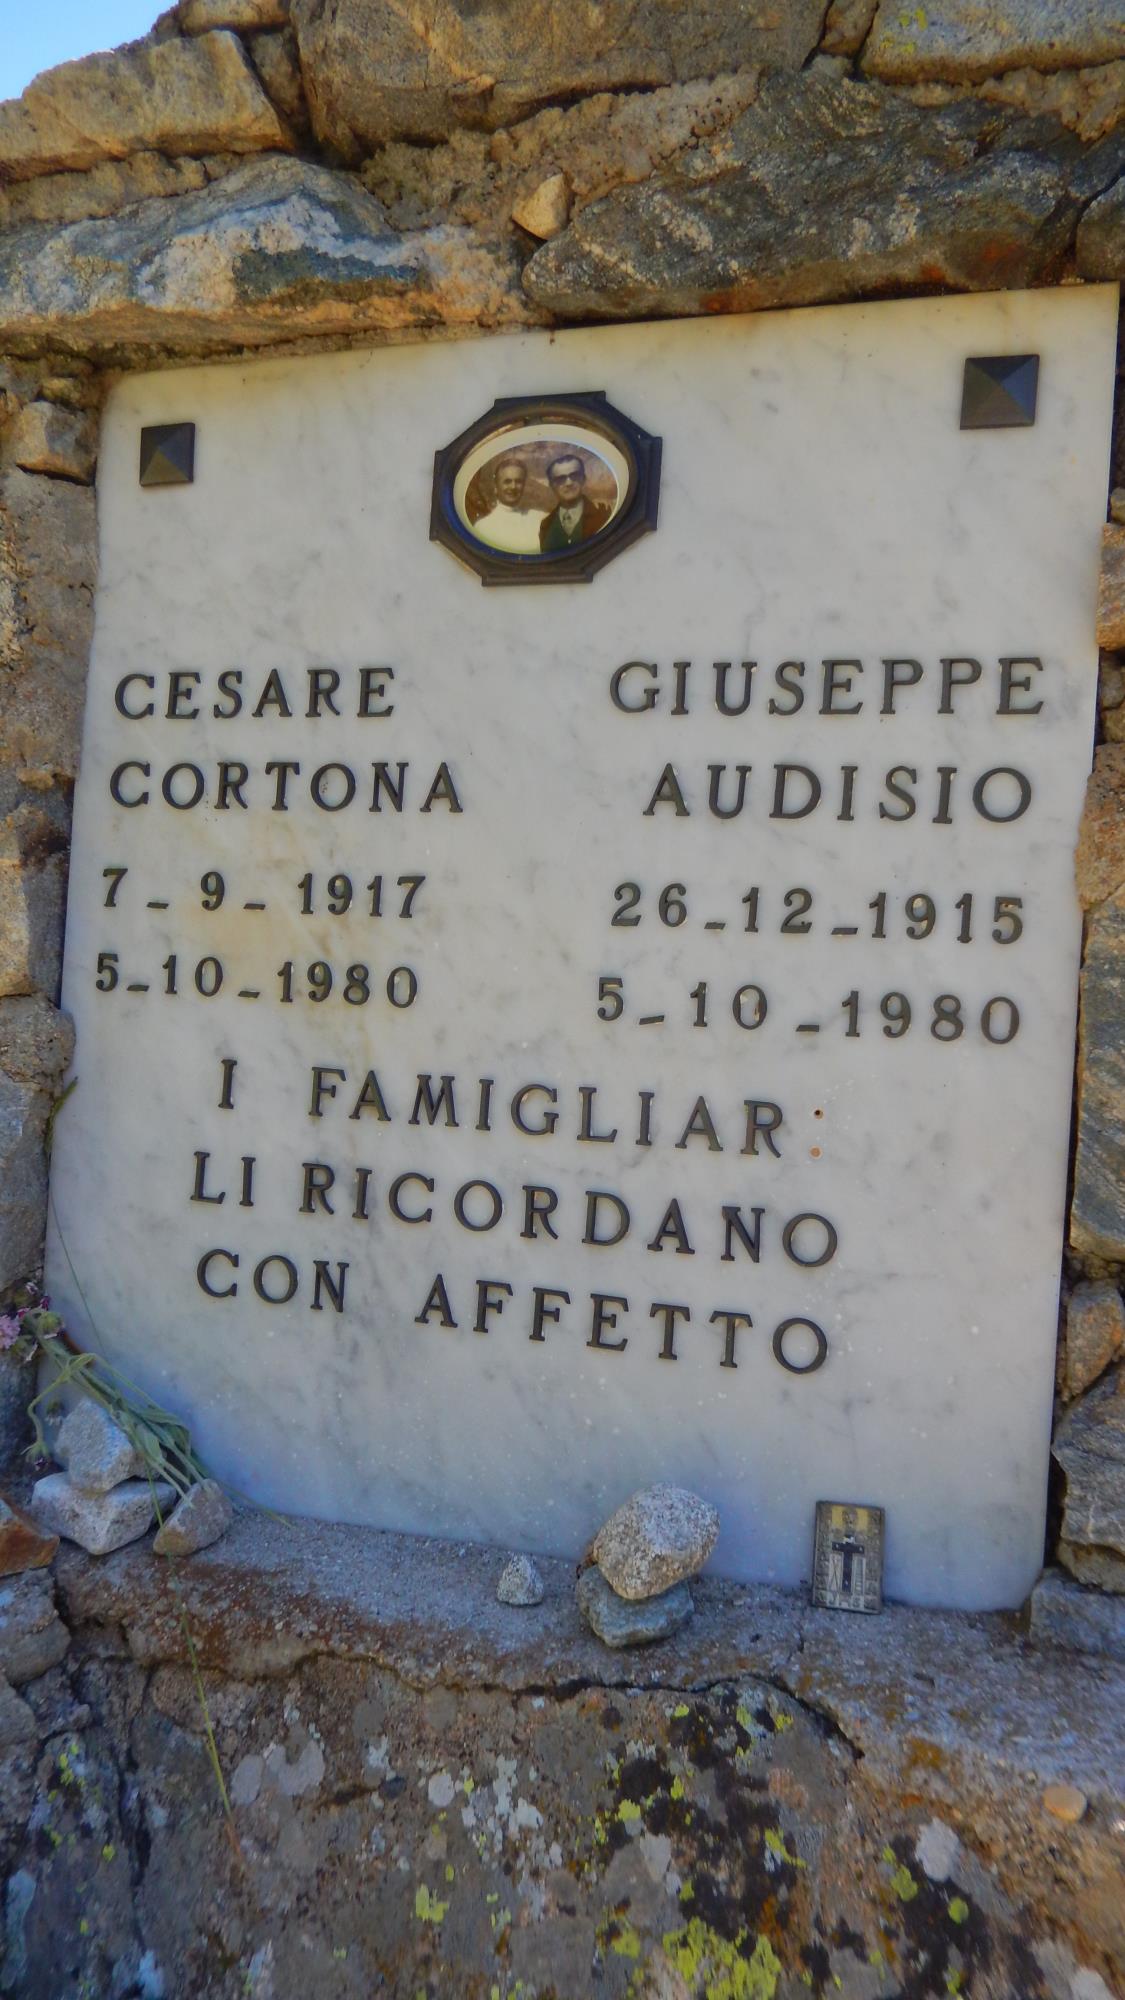 CESARE
CORTONA
7-9-1917
5-10-1980
GIUSEPPE
AUDISIO
26-12-1915
5-10-1980
I FAMIGLIAR
LI RICORDANO
CON AFFETTO